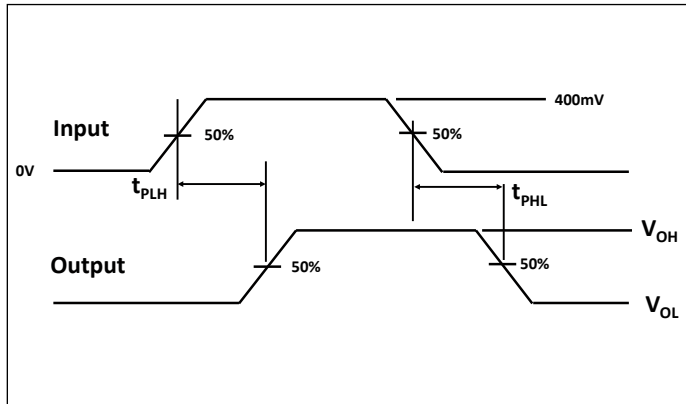 400mV
Input
50%
50%
0V
tPLH
tPHL
VOH
Output
50%
50%
VOL